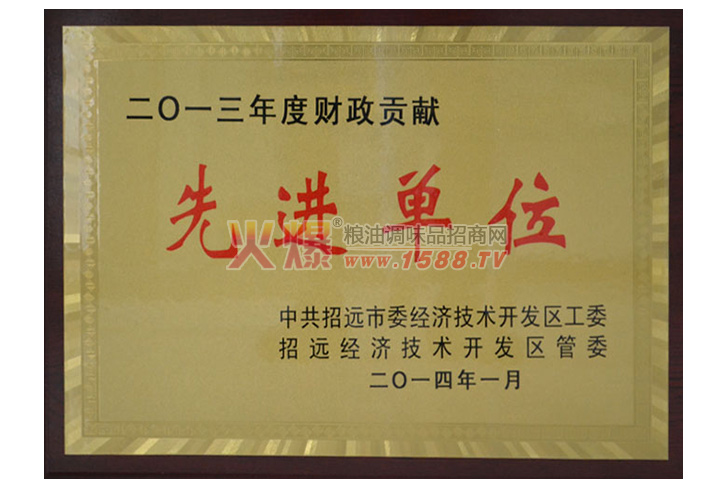 二〇一三年度财政贡献
先进单位
火爆®粮油调味品招商网
www.1588.TV
中共招远市委经济技术开发区工委
招远经济技术开发区管委
二〇一四年一月